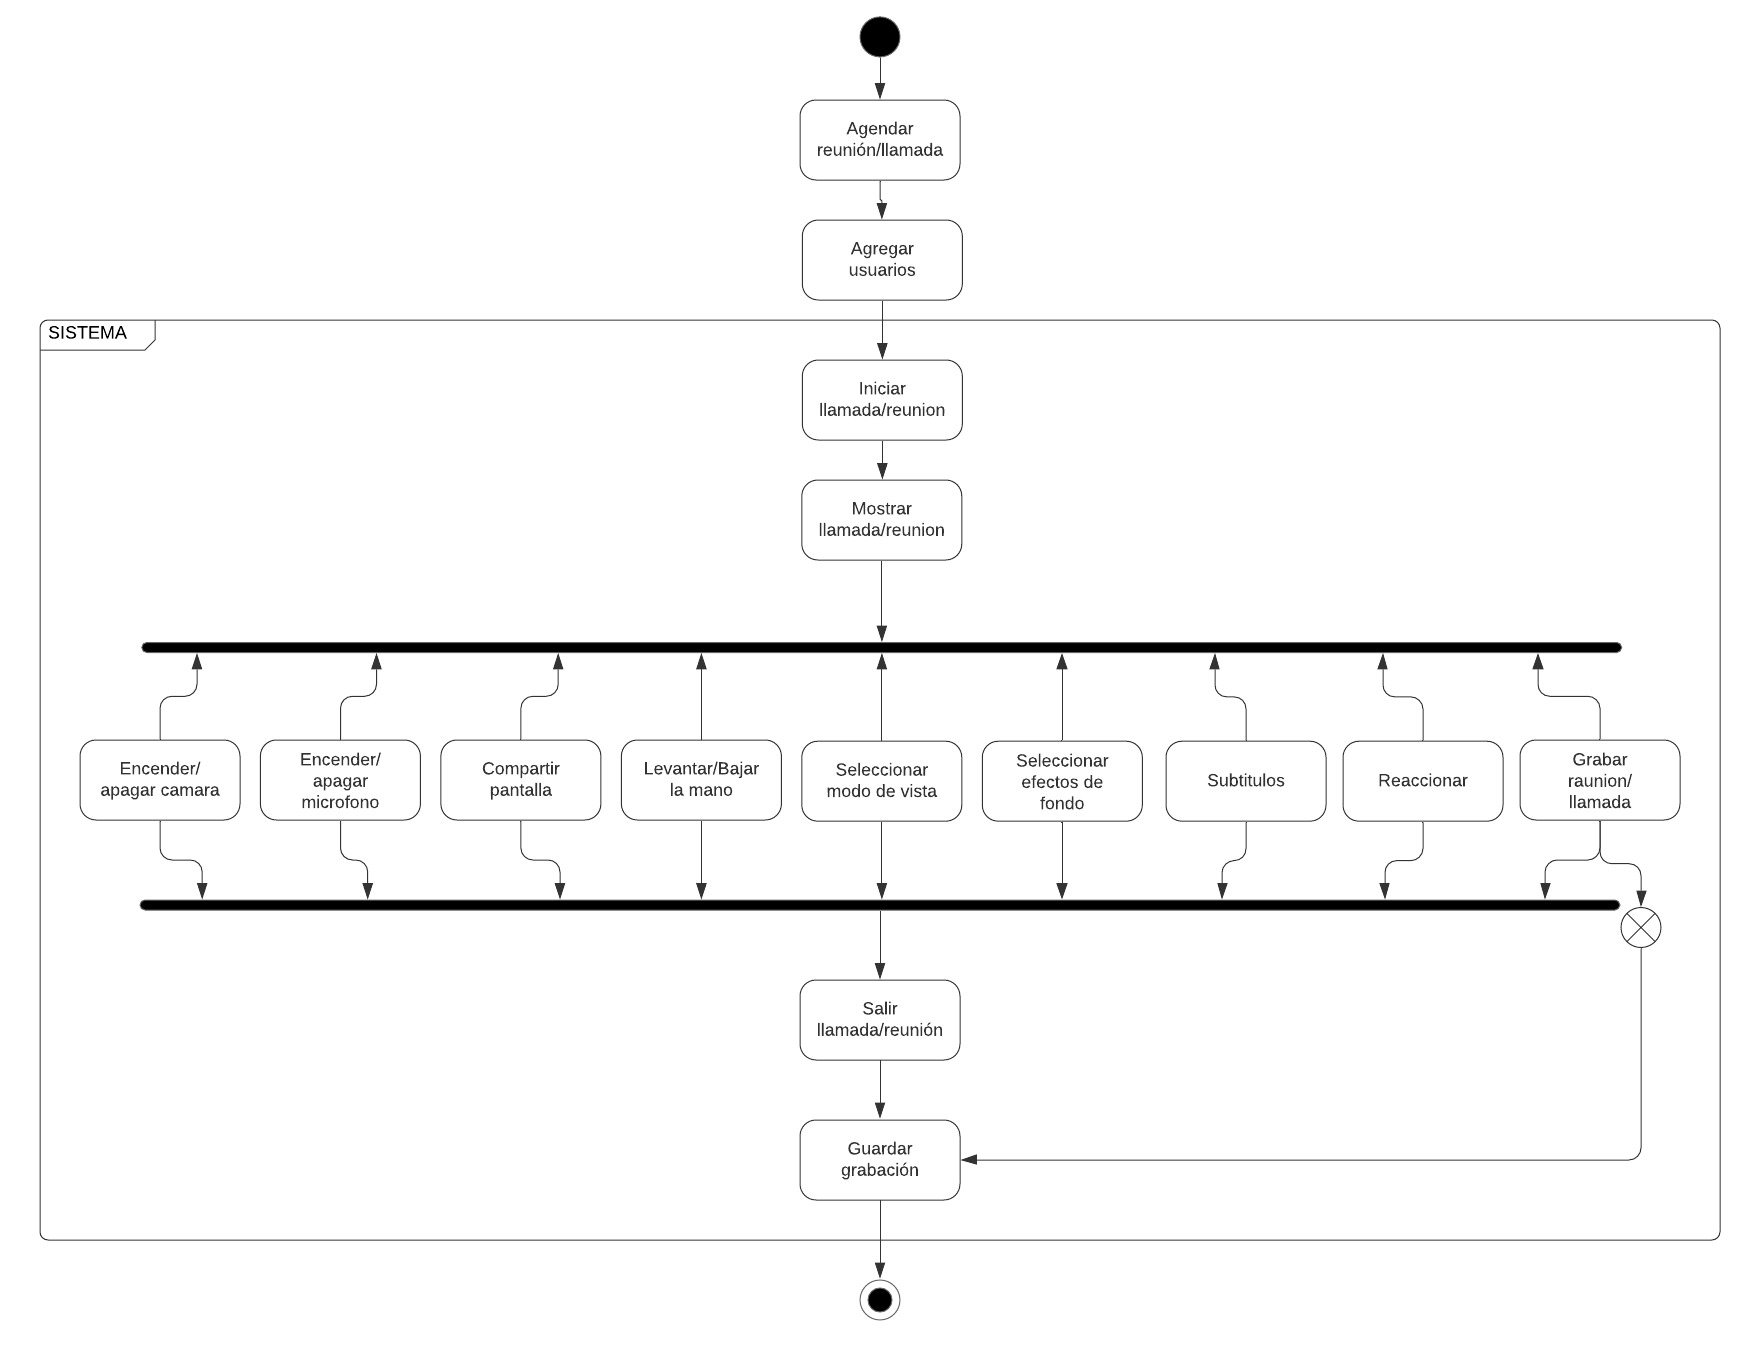 Agendar
reunión/llamada
Agregar
usuarios
SISTEMA
Iniciar
llamada/reunion
Mostrar
llamada/reunion
Encender/
apagar camara
Encender/
apagar
microfono
Compartir
pantalla
Levantar/Bajar
la mano
Seleccionar
modo de vista
Seleccionar
efectos de
fondo
Subtitulos
Reaccionar
Grabar
raunion/
llamada
Salir
llamada/reunión
Guardar
grabación